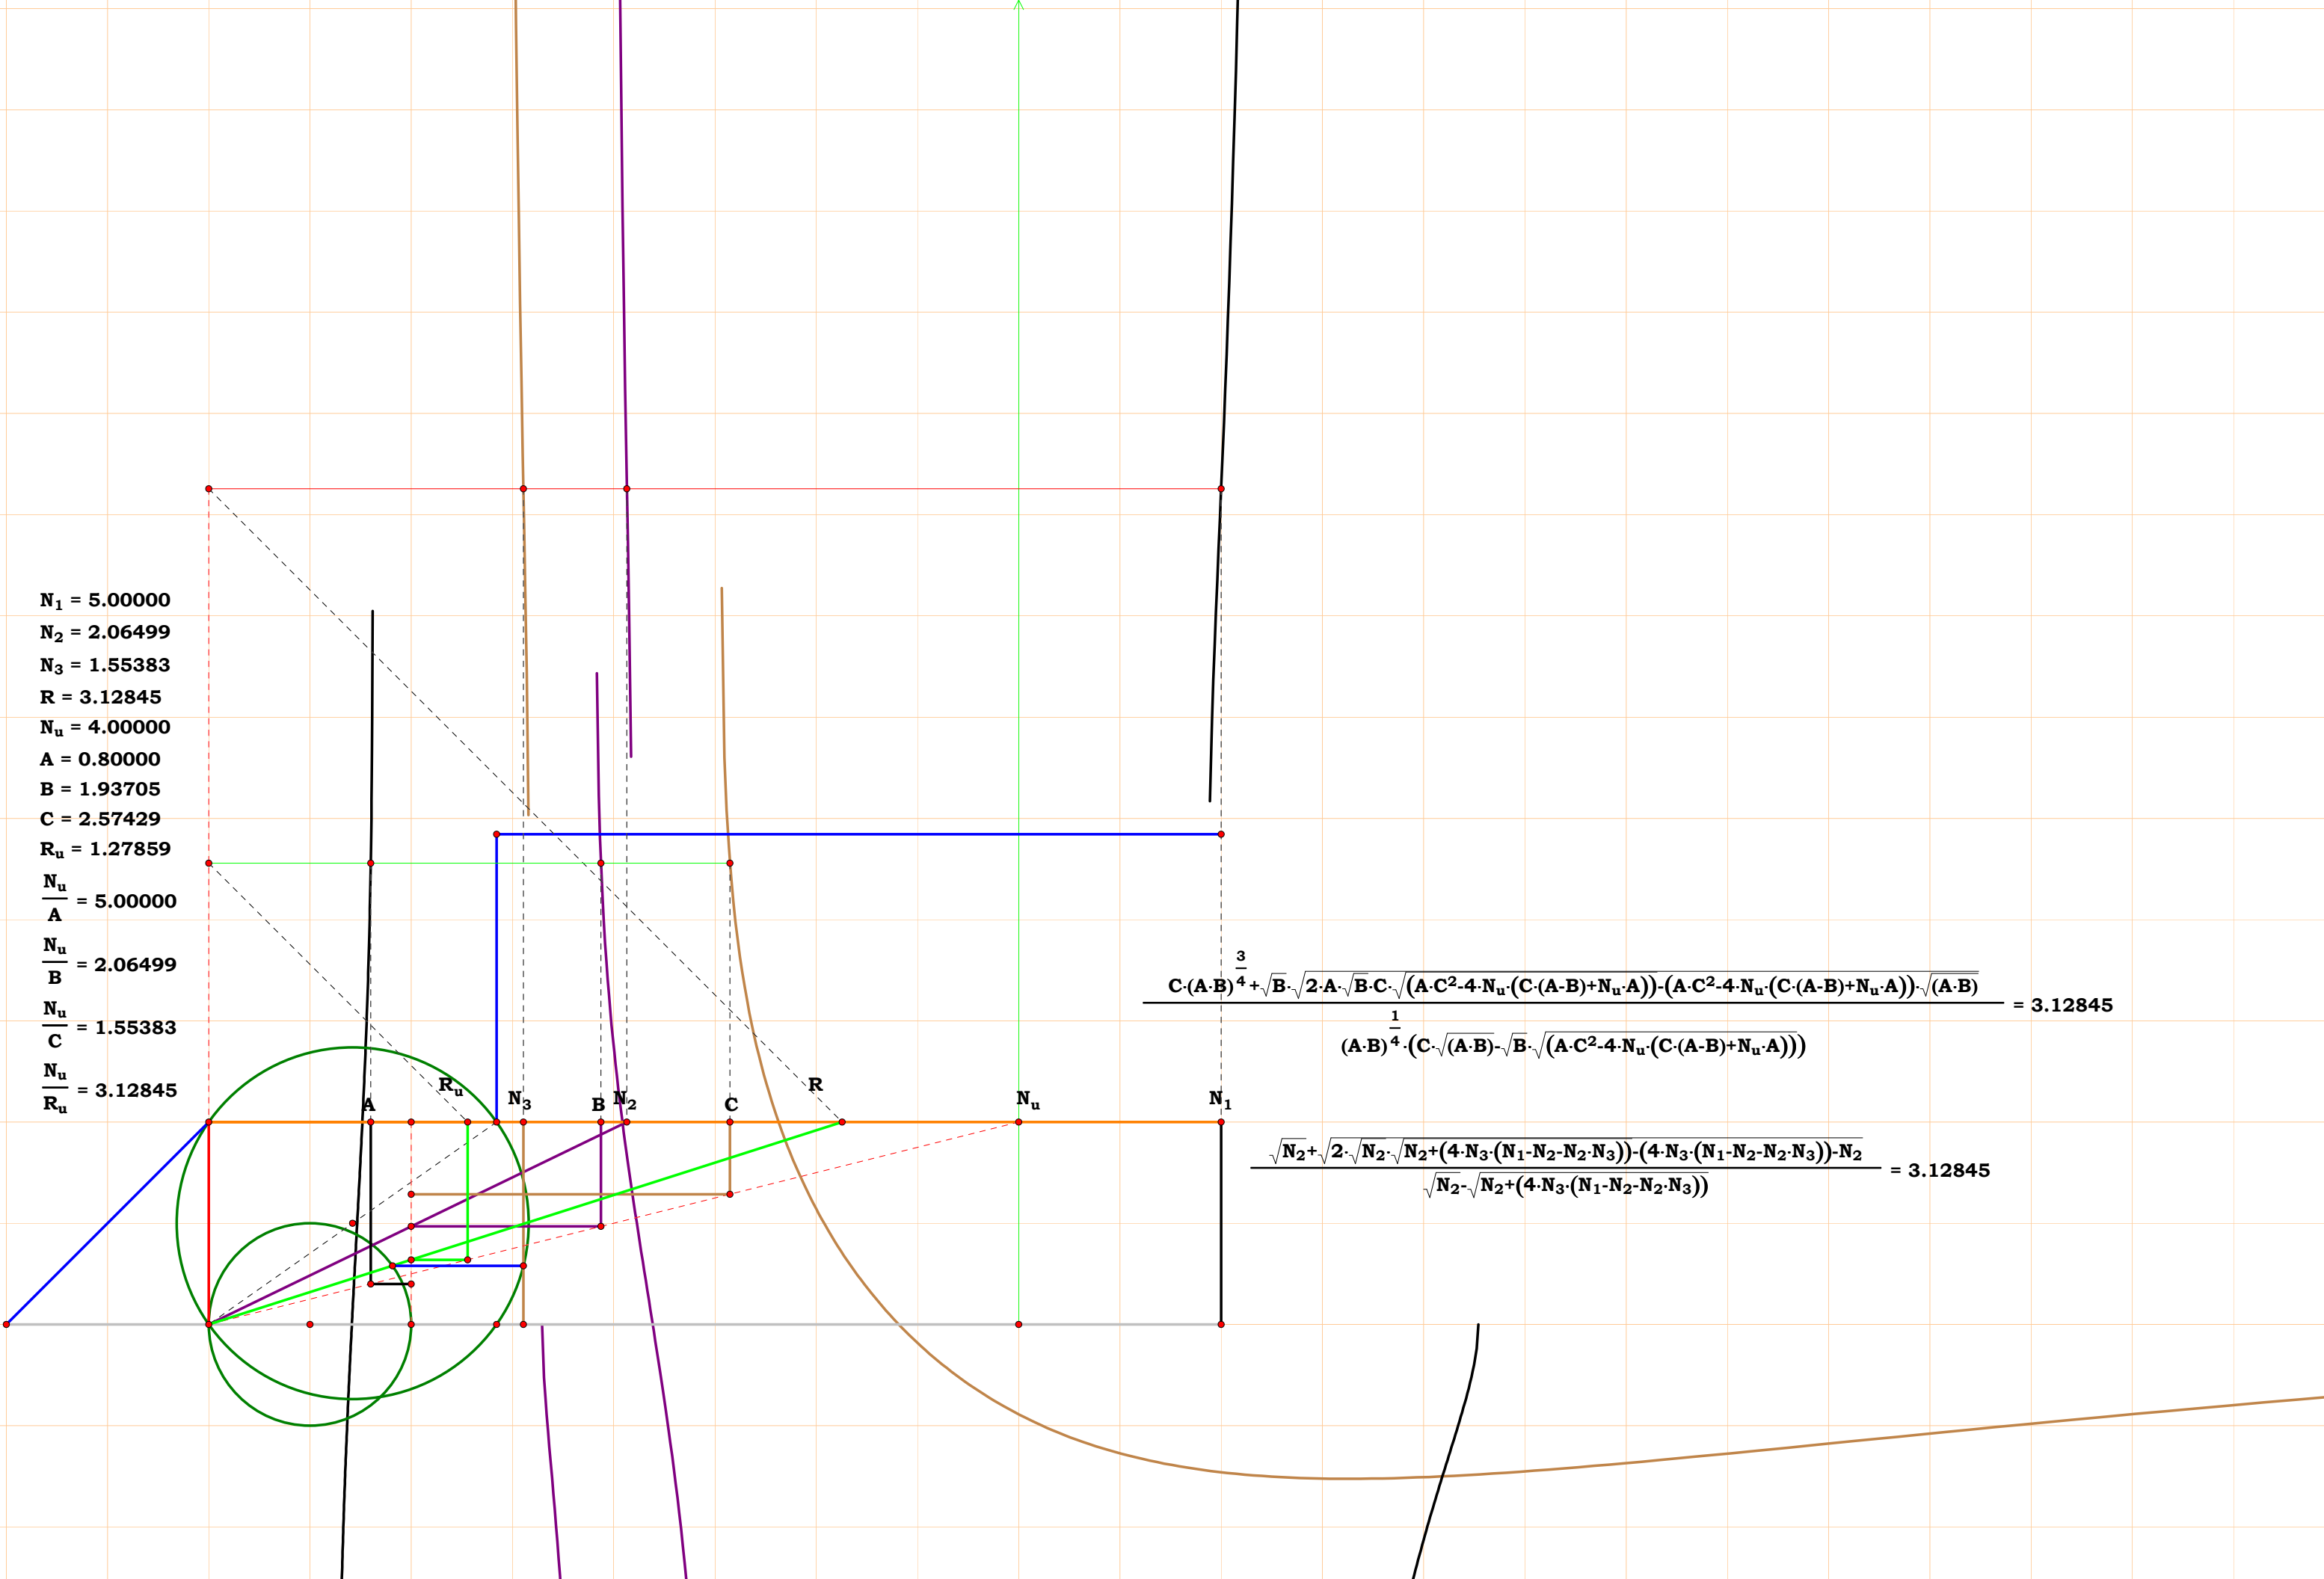 N₁ = 5.00000
N₂ = 2.06499
N₃ = 1.55383
R = 3.12845
Nᵤ = 4.00000
A = 0.80000
B = 1.93705
C = 2.57429
Rᵤ = 1.27859
Nᵤ/A = 5.00000
Nᵤ/B = 2.06499
Nᵤ/C = 1.55383
Nᵤ/Rᵤ = 3.12845
A
Rᵤ
N₃
B
N₂
C
R
Nᵤ
N₁
C·(A·B)^(3/4)+√B·√(2·A·√B·C·√(A·C²-4·Nᵤ·(C·(A-B)+Nᵤ·A))-(A·C²-4·Nᵤ·(C·(A-B)+Nᵤ·A))·√(A·B))
= 3.12845
(A·B)^(1/4)·(C·√(A·B)-√B·√(A·C²-4·Nᵤ·(C·(A-B)+Nᵤ·A)))
√N₂+√(2·√N₂·√(N₂+(4·N₃·(N₁-N₂-N₂·N₃)))-(4·N₃·(N₁-N₂-N₂·N₃))-N₂)
= 3.12845
√N₂-√(N₂+(4·N₃·(N₁-N₂-N₂·N₃)))